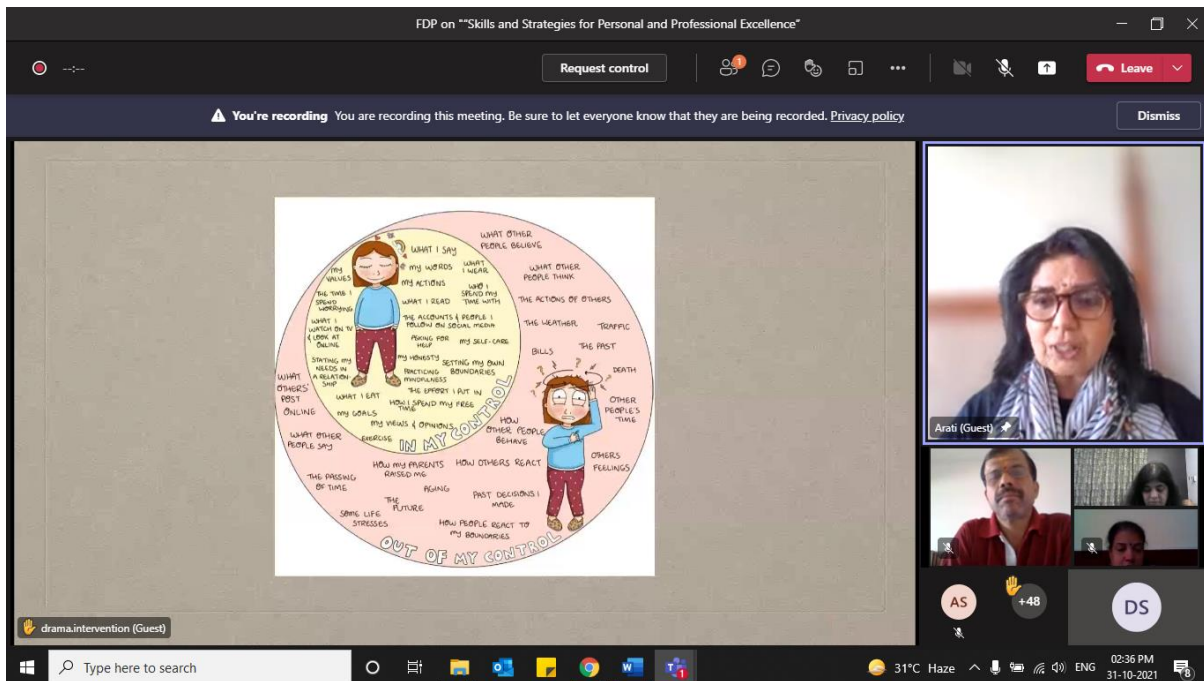 FDP on ""Skills and Strategies for Personal and Professional Excellence"
--:--
Request control
1
Leave
You're recording You are recording this meeting. Be sure to let everyone know that they are being recorded. Privacy policy
Dismiss
WHAT I SAY
MY VALUES
MY WORDS
WHAT I WEAR
MY ACTIONS
THE TIME I SPEND WORRYING
WHAT I READ
WHO I SPEND MY TIME WITH
WHAT I WATCH ON TV & LOOK AT ONLINE
THE ACCOUNTS & PEOPLE I FOLLOW ON SOCIAL MEDIA
ASKING FOR HELP
MY SELF-CARE
STATING MY NEEDS IN A RELATIONSHIP
MY HONESTY
SETTING MY OWN BOUNDARIES
PRACTICING MINDFULNESS
THE EFFORT I PUT IN
WHAT I EAT
HOW I SPEND MY FREE TIME
MY GOALS
MY VIEWS & OPINIONS
EXERCISE
IN MY CONTROL
WHAT OTHER PEOPLE BELIEVE
WHAT OTHER PEOPLE THINK
THE ACTIONS OF OTHERS
THE WEATHER
TRAFFIC
BILLS
THE PAST
DEATH
OTHER PEOPLE'S TIME
WHAT OTHERS' POST ONLINE
HOW OTHER PEOPLE BEHAVE
WHAT OTHER PEOPLE SAY
OTHERS FEELINGS
HOW MY PARENTS RAISED ME
HOW OTHERS REACT
THE PASSING OF TIME
AGING
PAST DECISIONS I MADE
THE FUTURE
SOME LIFE STRESSES
HOW PEOPLE REACT TO MY BOUNDARIES
OUT OF MY CONTROL
Arati (Guest)
AS
+48
DS
drama.intervention (Guest)
Type here to search
31°C Haze
ENG
02:36 PM
31-10-2021
8